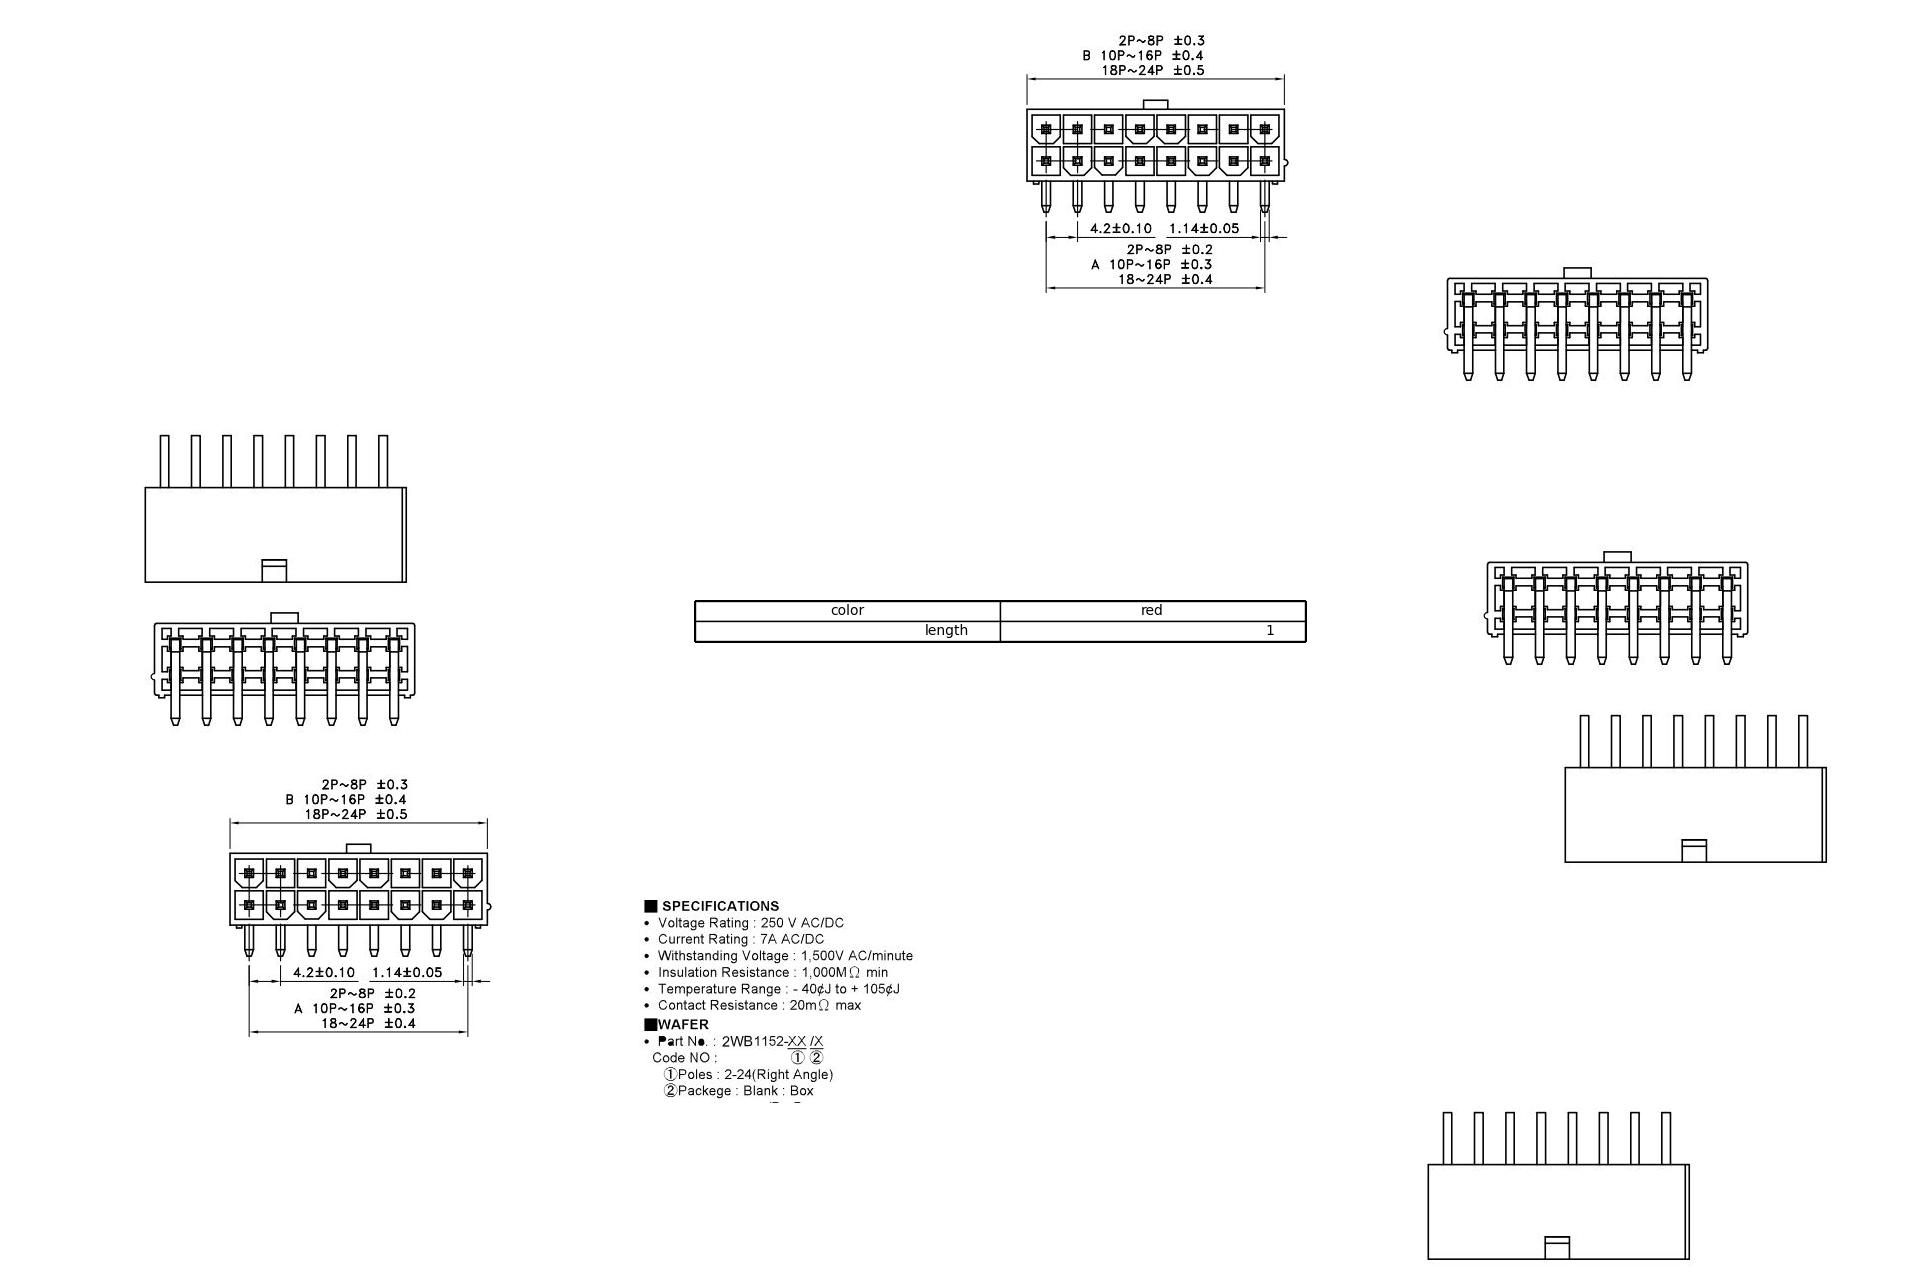 2P~8P ±0.3
B 10P~16P ±0.4
18P~24P ±0.5
4.2±0.10 1.14±0.05
2P~8P ±0.2
A 10P~16P ±0.3
18~24P ±0.4
color red
length 1
2P~8P ±0.3
B 10P~16P ±0.4
18P~24P ±0.5
4.2±0.10 1.14±0.05
2P~8P ±0.2
A 10P~16P ±0.3
18~24P ±0.4
■ SPECIFICATIONS
• Voltage Rating : 250 V AC/DC
• Current Rating : 7A AC/DC
• Withstanding Voltage : 1,500V AC/minute
• Insulation Resistance : 1,000MΩ min
• Temperature Range : - 40¢J to + 105¢J
• Contact Resistance : 20mΩ max
■WAFER
• Part No. : 2WB1152-XX /X
Code NO : ① ②
①Poles : 2-24(Right Angle)
②Packege : Blank : Box